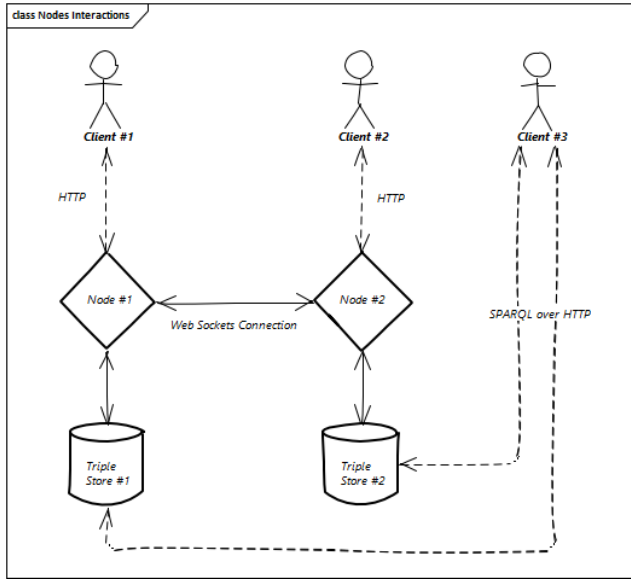 class Nodes Interactions
Client #1
Client #2
Client #3
HTTP
HTTP
Node #1
Node #2
SPARQL over HTTP
Web Sockets Connection
Triple
Store #1
Triple
Store #2